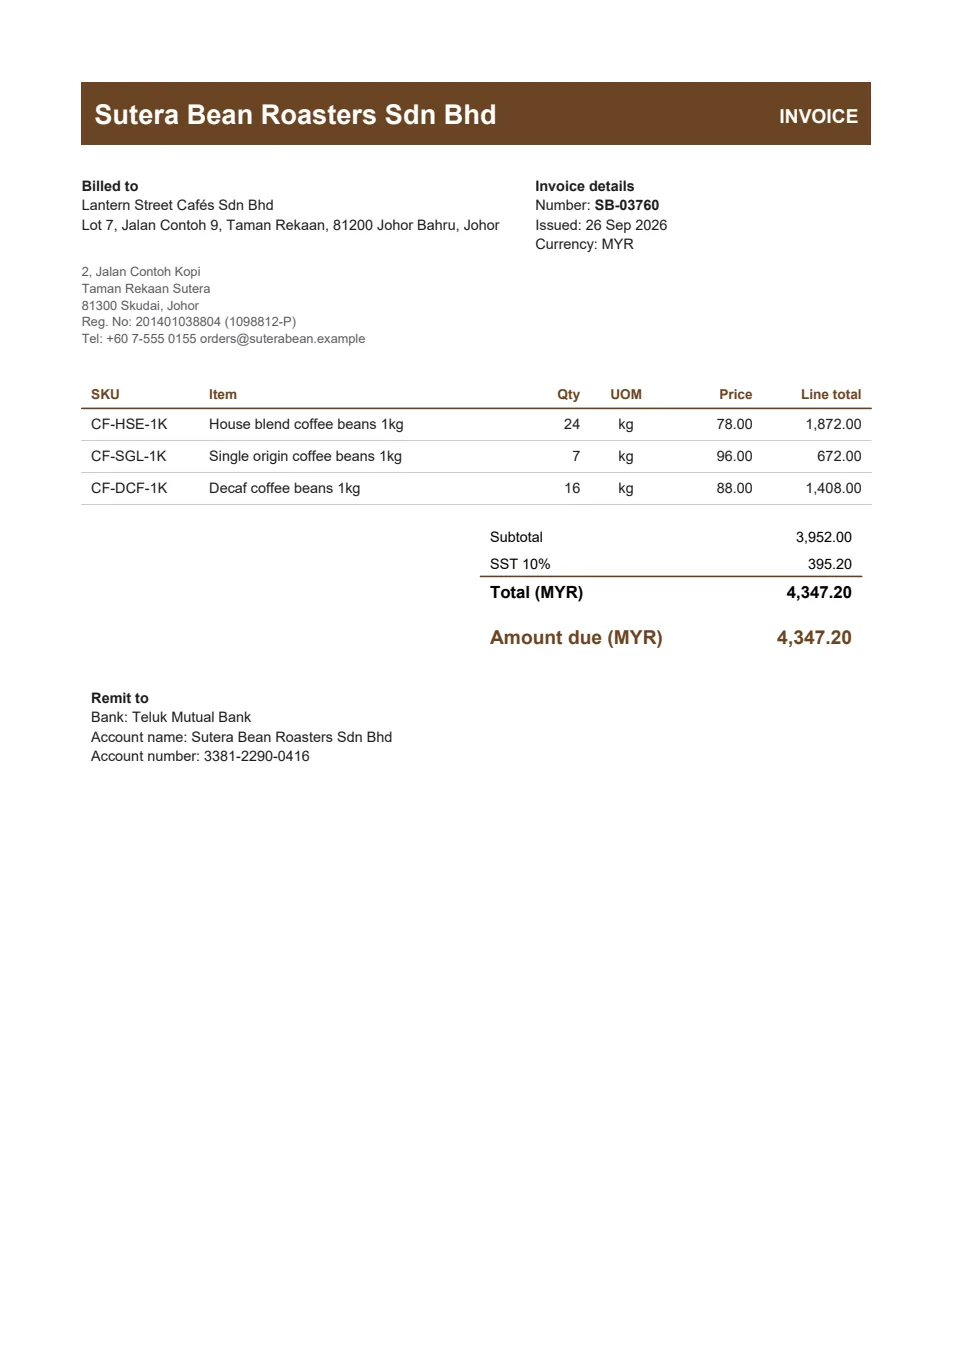 Sutera Bean Roasters Sdn Bhd INVOICE
Billed to
Lantern Street Cafés Sdn Bhd
Lot 7, Jalan Contoh 9, Taman Rekaan, 81200 Johor Bahru, Johor
Invoice details
Number: SB-03760
Issued: 26 Sep 2026
Currency: MYR
2, Jalan Contoh Kopi
Taman Rekaan Sutera
81300 Skudai, Johor
Reg. No: 201401038804 (1098812-P)
Tel: +60 7-555 0155 orders@suterabean.example
SKU Item Qty UOM Price Line total
CF-HSE-1K House blend coffee beans 1kg 24 kg 78.00 1,872.00
CF-SGL-1K Single origin coffee beans 1kg 7 kg 96.00 672.00
CF-DCF-1K Decaf coffee beans 1kg 16 kg 88.00 1,408.00
Subtotal 3,952.00
SST 10% 395.20
Total (MYR) 4,347.20
Amount due (MYR) 4,347.20
Remit to
Bank: Teluk Mutual Bank
Account name: Sutera Bean Roasters Sdn Bhd
Account number: 3381-2290-0416